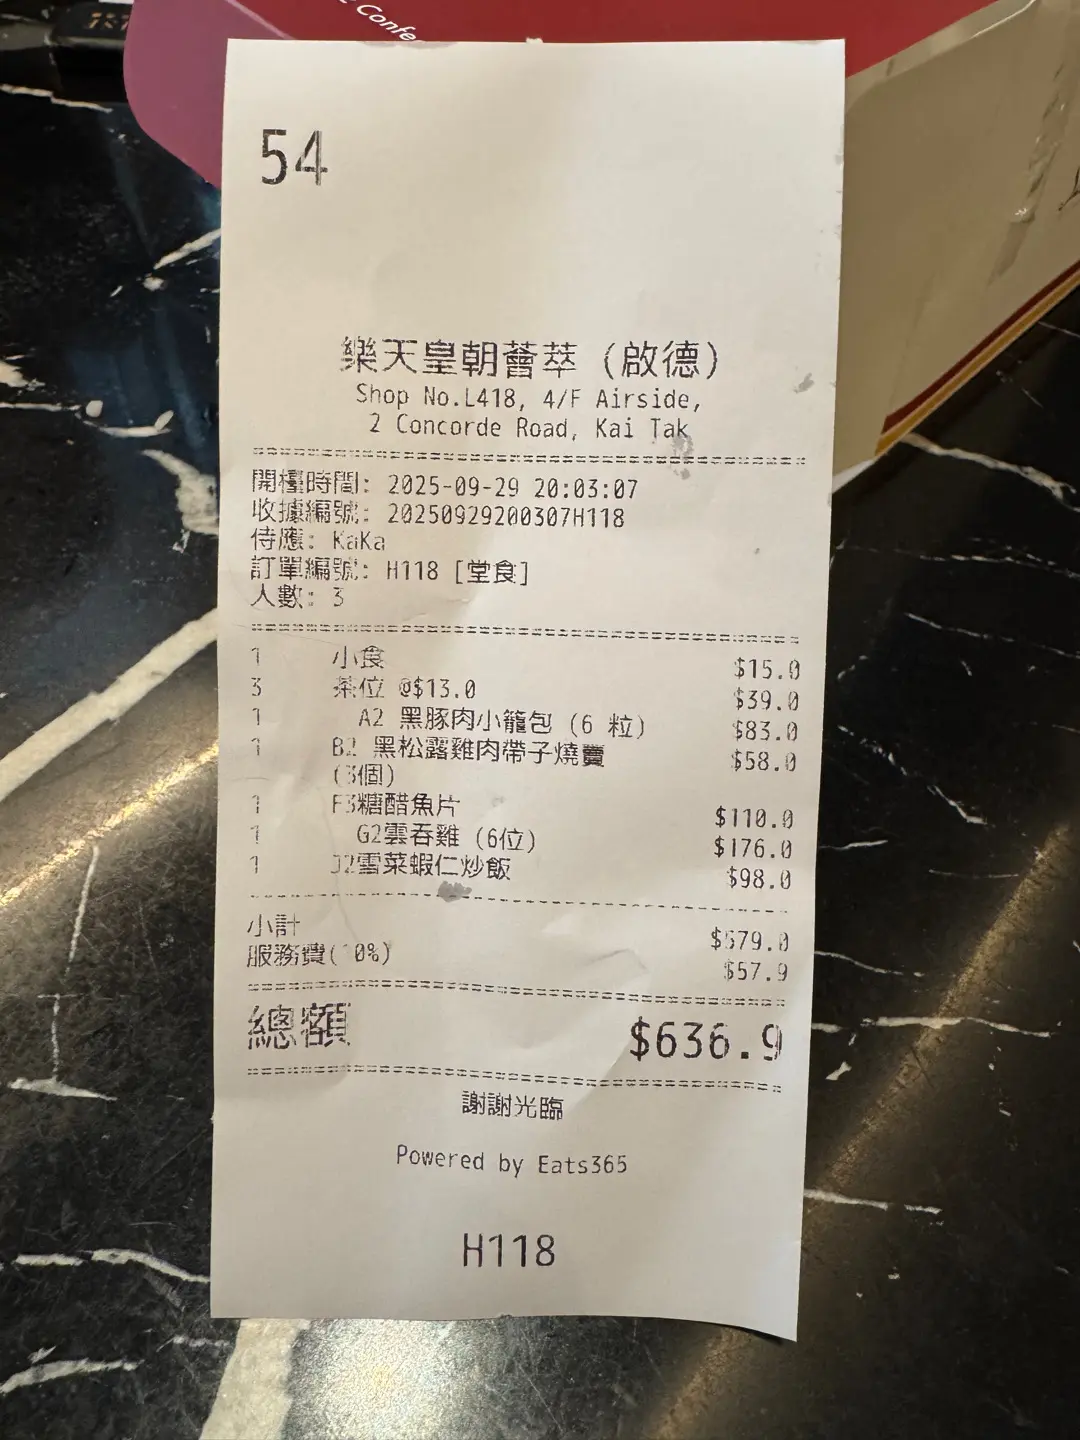 Confe
54
樂天皇朝薈萃 (啟德)
Shop No.L418, 4/F Airside,
2 Concorde Road, Kai Tak
開檯時間: 2025-09-29 20:03:07
收據編號: 20250929200307H118
侍應: KaKa
訂單編號: H118 [堂食]
人數: 3
1 小食 $15.0
3 茶位 @$13.0 $39.0
1 A2 黑豚肉小籠包 (6 粒) $83.0
1 B2 黑松露雞肉帶子燒賣 $58.0
(3個)
1 F3糖醋魚片 $110.0
1 G2雲吞雞 (6位) $176.0
1 J2雪菜蝦仁炒飯 $98.0
小計 $579.0
服務費(10%) $57.9
總額 $636.9
謝謝光臨
Powered by Eats365
H118